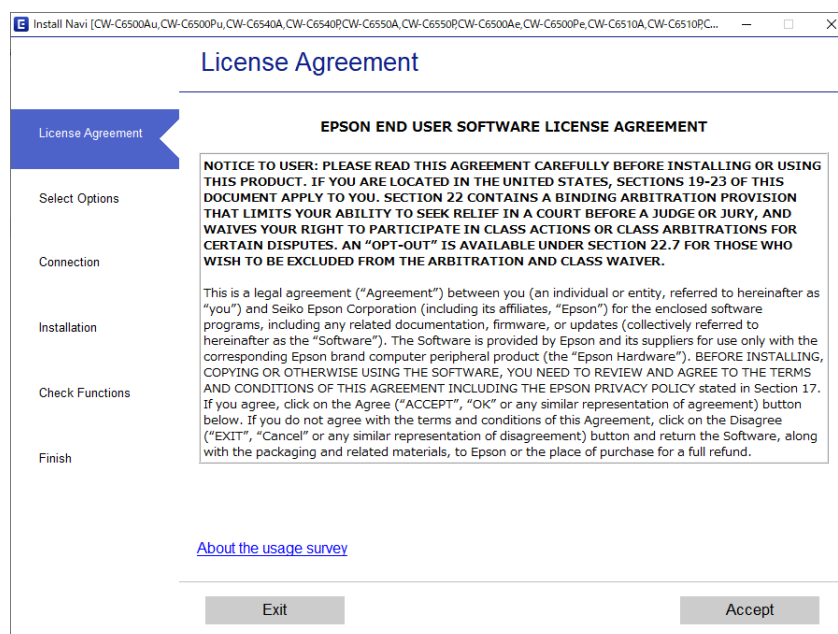 Install Navi [CW-C6500Au,CW-C6500Pu,CW-C6540A,CW-C6540P,CW-C6550A,CW-C6550P,CW-C6500Ae,CW-C6500Pe,CW-C6510A,CW-C6510P,C...
License Agreement
License Agreement
Select Options
Connection
Installation
Check Functions
Finish
EPSON END USER SOFTWARE LICENSE AGREEMENT
NOTICE TO USER: PLEASE READ THIS AGREEMENT CAREFULLY BEFORE INSTALLING OR USING
THIS PRODUCT. IF YOU ARE LOCATED IN THE UNITED STATES, SECTIONS 19-23 OF THIS
DOCUMENT APPLY TO YOU. SECTION 22 CONTAINS A BINDING ARBITRATION PROVISION
THAT LIMITS YOUR ABILITY TO SEEK RELIEF IN A COURT BEFORE A JUDGE OR JURY, AND
WAIVES YOUR RIGHT TO PARTICIPATE IN CLASS ACTIONS OR CLASS ARBITRATIONS FOR
CERTAIN DISPUTES. AN “OPT-OUT” IS AVAILABLE UNDER SECTION 22.7 FOR THOSE WHO
WISH TO BE EXCLUDED FROM THE ARBITRATION AND CLASS WAIVER.
This is a legal agreement (“Agreement”) between you (an individual or entity, referred to hereinafter as
“you”) and Seiko Epson Corporation (including its affiliates, “Epson”) for the enclosed software
programs, including any related documentation, firmware, or updates (collectively referred to
hereinafter as the “Software”). The Software is provided by Epson and its suppliers for use only with the
corresponding Epson brand computer peripheral product (the “Epson Hardware”). BEFORE INSTALLING,
COPYING OR OTHERWISE USING THE SOFTWARE, YOU NEED TO REVIEW AND AGREE TO THE TERMS
AND CONDITIONS OF THIS AGREEMENT INCLUDING THE EPSON PRIVACY POLICY stated in Section 17.
If you agree, click on the Agree (“ACCEPT”, “OK” or any similar representation of agreement) button
below. If you do not agree with the terms and conditions of this Agreement, click on the Disagree
(“EXIT”, “Cancel” or any similar representation of disagreement) button and return the Software, along
with the packaging and related materials, to Epson or the place of purchase for a full refund.
About the usage survey
Exit
Accept